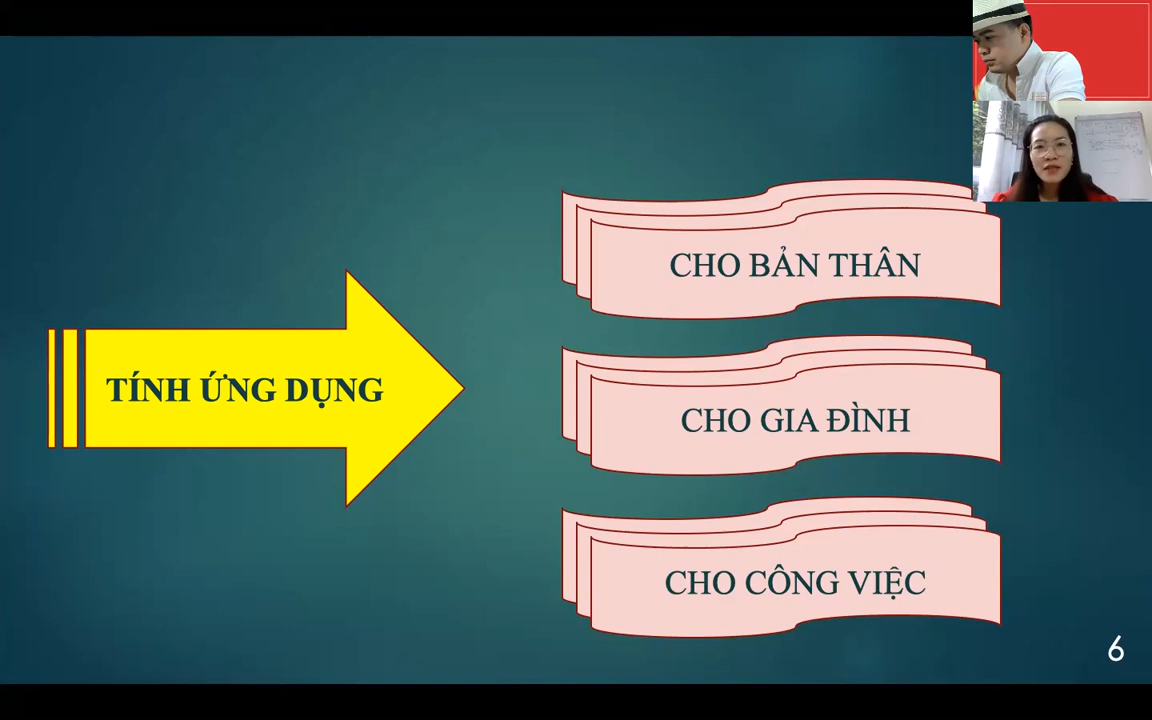 TÍNH ỨNG DỤNG
CHO BẢN THÂN
CHO GIA ĐÌNH
CHO CÔNG VIỆC
6